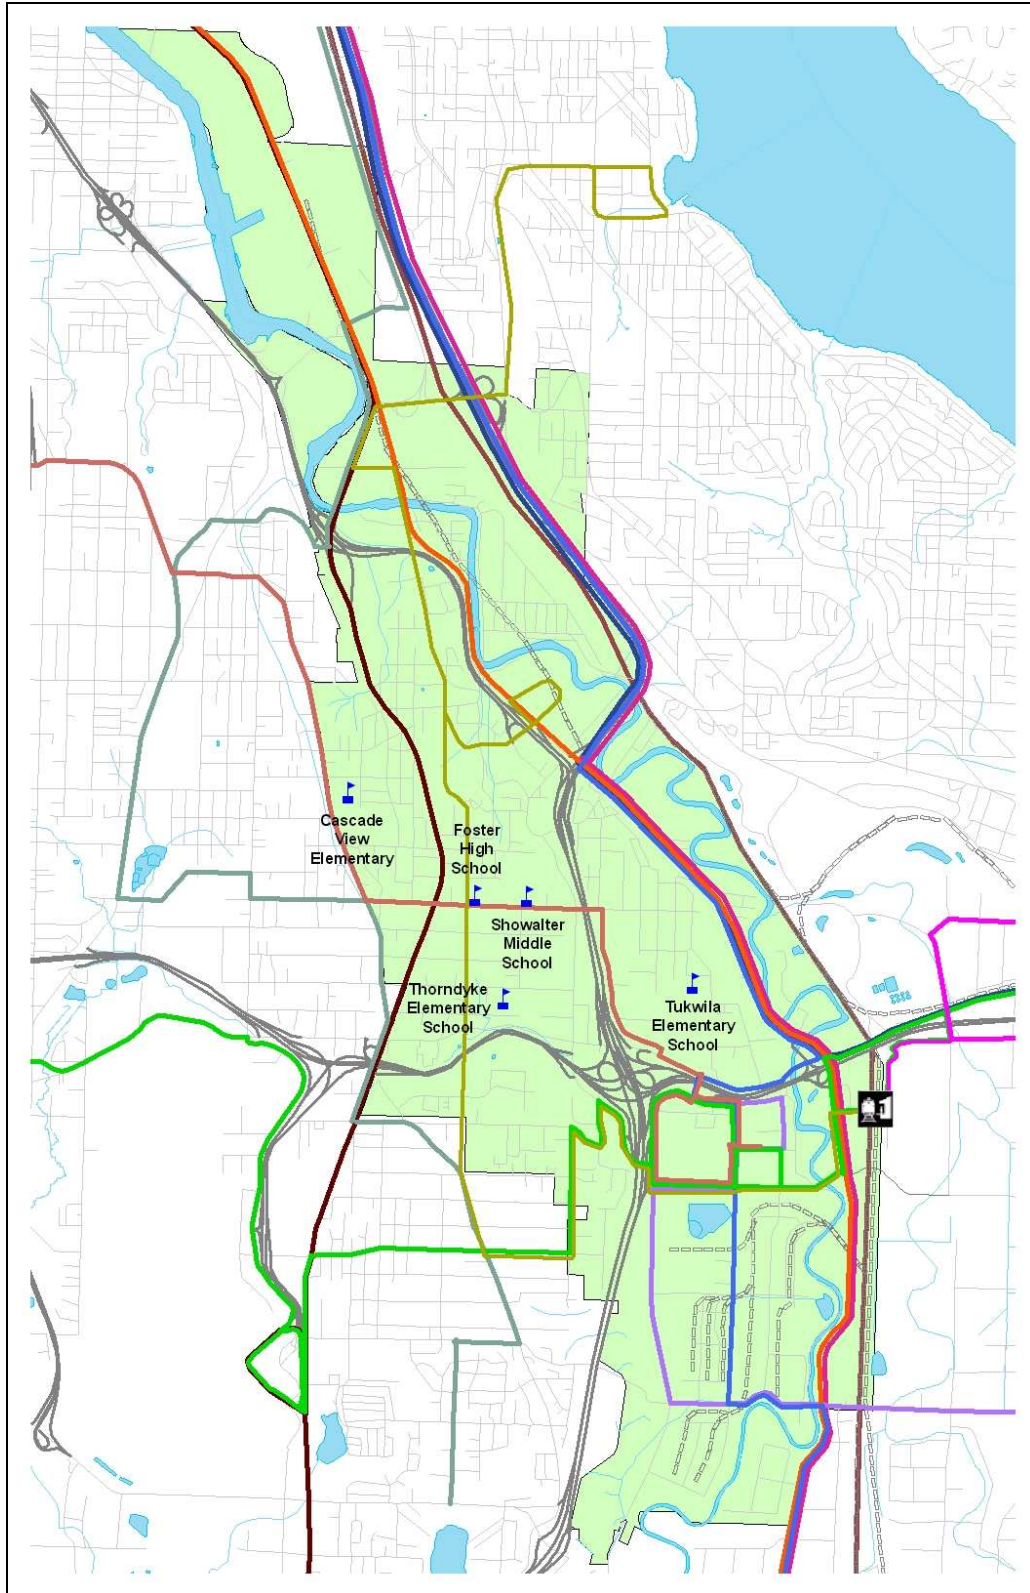 Cascade
View
Elementary
Foster
High
School
Showalter
Middle
School
Thorndyke
Elementary
School
Tukwila
Elementary
School